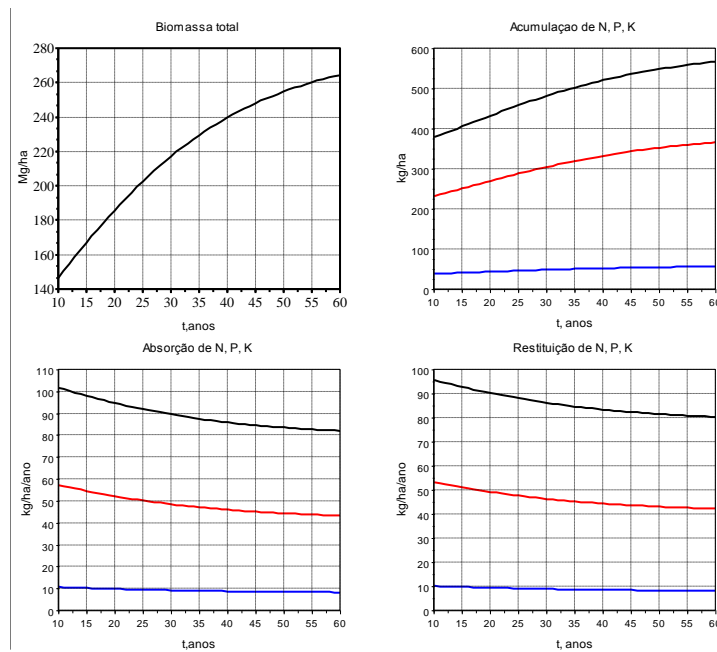 Biomassa total
Mg/ha
280
260
240
220
200
180
160
140
10 15 20 25 30 35 40 45 50 55 60
t,anos
Acumulaçao de N, P, K
kg/ha
600
500
400
300
200
100
0
10 15 20 25 30 35 40 45 50 55 60
t, anos
Absorção de N, P, K
kg/ha/ano
110
100
90
80
70
60
50
40
30
20
10
0
10 15 20 25 30 35 40 45 50 55 60
t,anos
Restituição de N, P, K
kg/ha/ano
100
90
80
70
60
50
40
30
20
10
0
10 15 20 25 30 35 40 45 50 55 60
t, anos